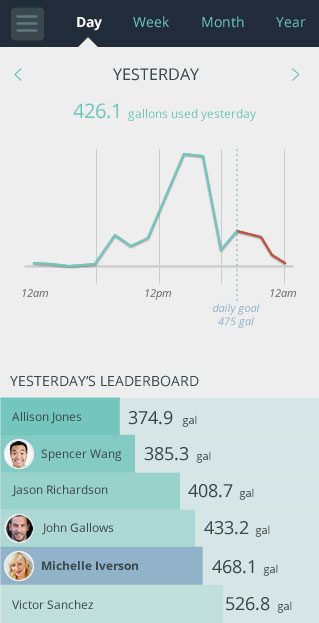 Day Week Month Year
YESTERDAY
426.1 gallons used yesterday
12am 12pm 12am
daily goal
475 gal
YESTERDAY'S LEADERBOARD
Allison Jones 374.9 gal
Spencer Wang 385.3 gal
Jason Richardson 408.7 gal
John Gallows 433.2 gal
Michelle Iverson 468.1 gal
Victor Sanchez 526.8 gal